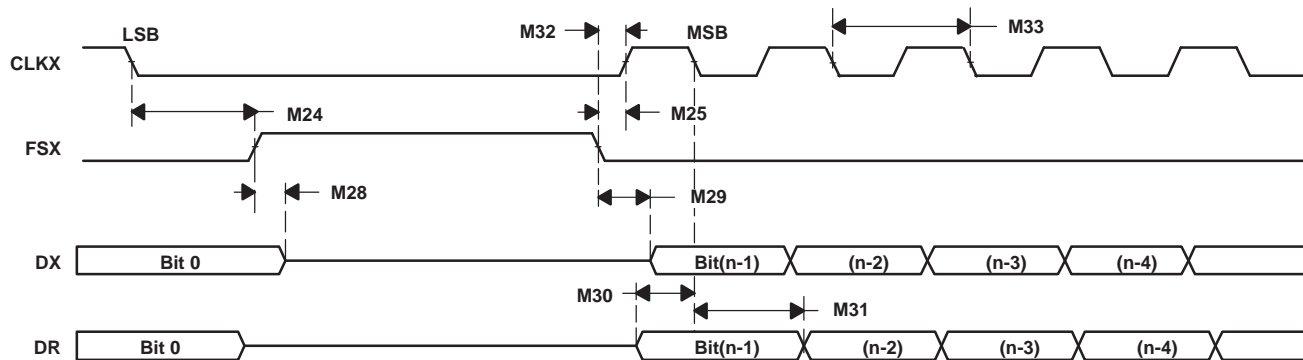 LSB
M32
MSB
M33
CLKX
M24
M25
FSX
M28
M29
DX
Bit 0
Bit(n-1)
(n-2)
(n-3)
(n-4)
M30
M31
DR
Bit 0
Bit(n-1)
(n-2)
(n-3)
(n-4)